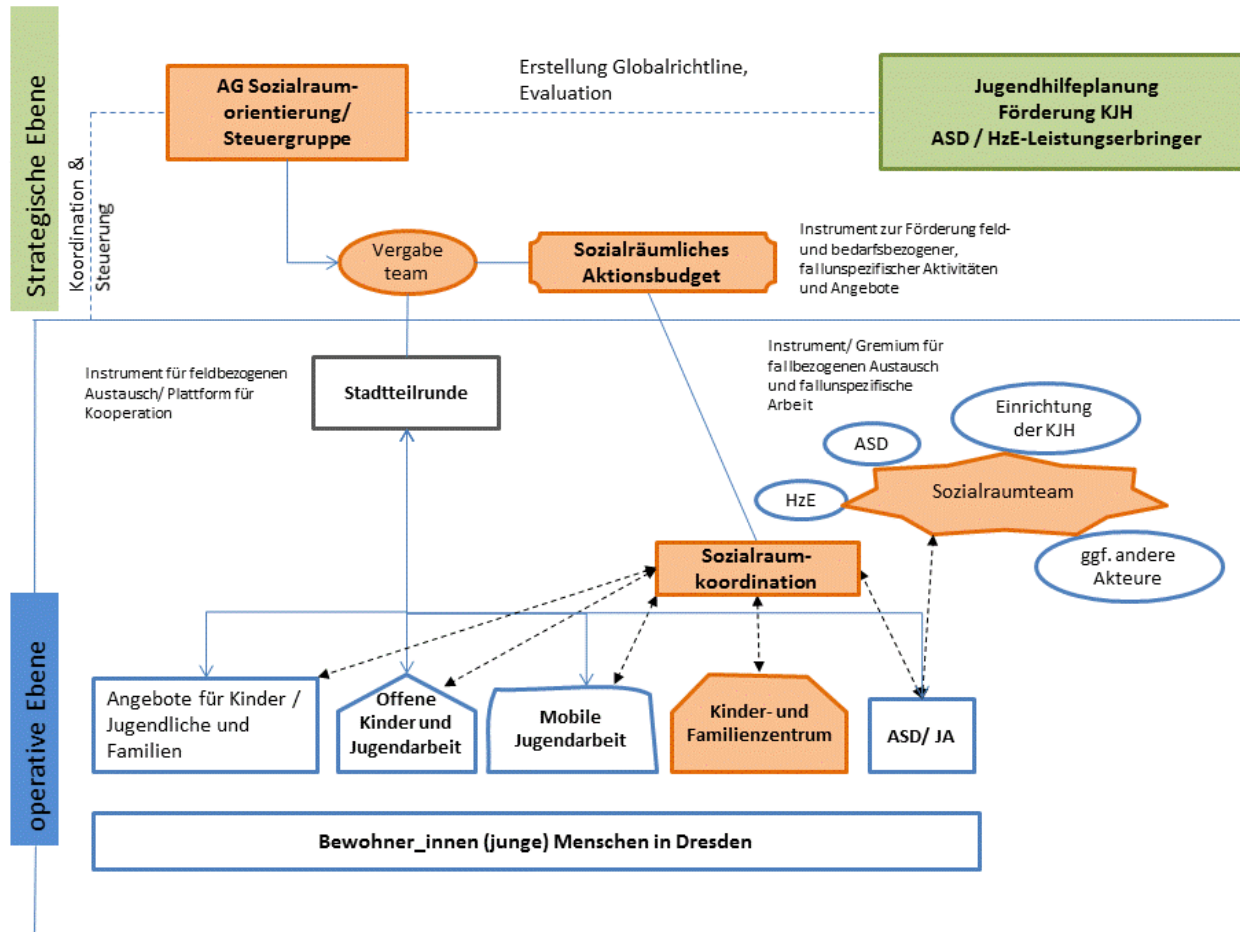 Strategische Ebene
Koordination &
Steuerung
AG Sozialraum-
orientierung/
Steuergruppe
Erstellung Globalrichtline,
Evaluation
Jugendhilfeplanung
Förderung KJH
ASD / HzE-Leistungserbringer
Vergabe
team
Sozialräumliches
Aktionsbudget
Instrument zur Förderung feld-
und bedarfsbezogener,
fallunspezifischer Aktivitäten
und Angebote
operative Ebene
Instrument für feldbezogenen
Austausch/ Plattform für
Kooperation
Stadtteilrunde
Instrument/ Gremium für
fallbezogenen Austausch
und fallunspezifische
Arbeit
Einrichtung
der KJH
ASD
HzE
Sozialraumteam
ggf. andere
Akteure
Sozialraum-
koordination
Angebote für Kinder /
Jugendliche und
Familien
Offene
Kinder und
Jugendarbeit
Mobile
Jugendarbeit
Kinder- und
Familienzentrum
ASD/ JA
Bewohner_innen (junge) Menschen in Dresden